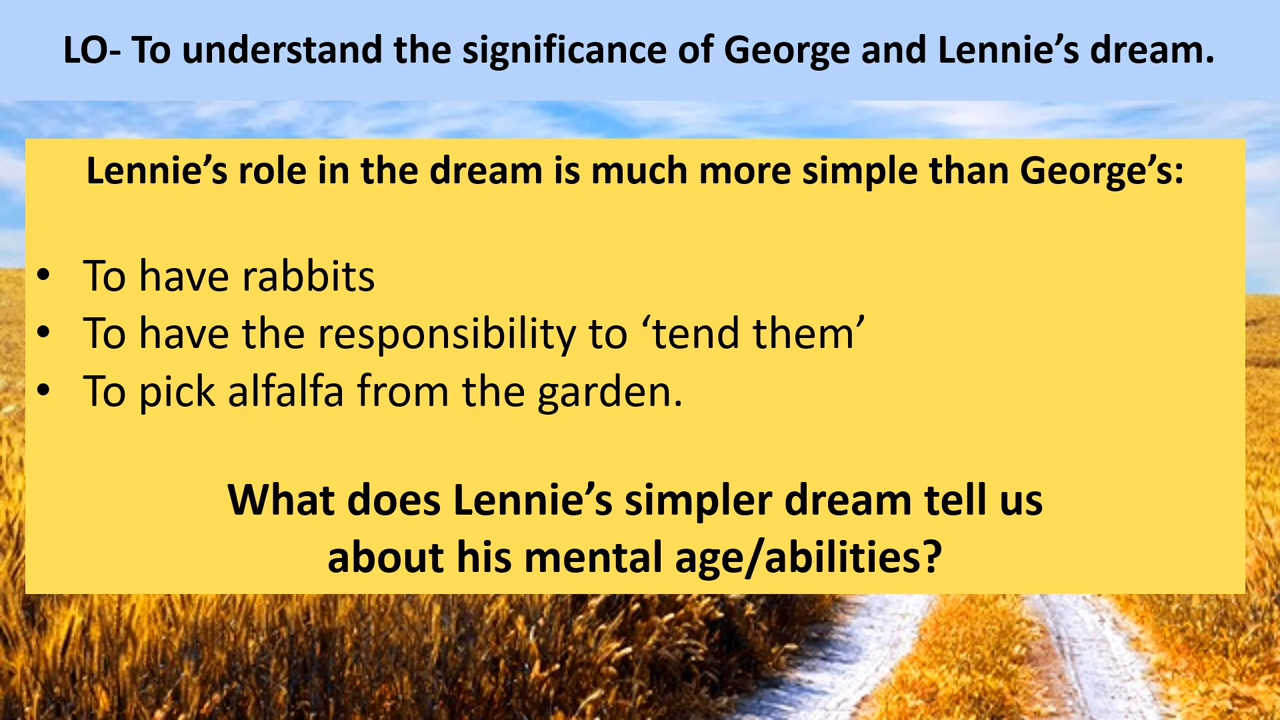 LO- To understand the significance of George and Lennie’s dream.
Lennie’s role in the dream is much more simple than George’s:
• To have rabbits
• To have the responsibility to ‘tend them’
• To pick alfalfa from the garden.
What does Lennie’s simpler dream tell us
about his mental age/abilities?